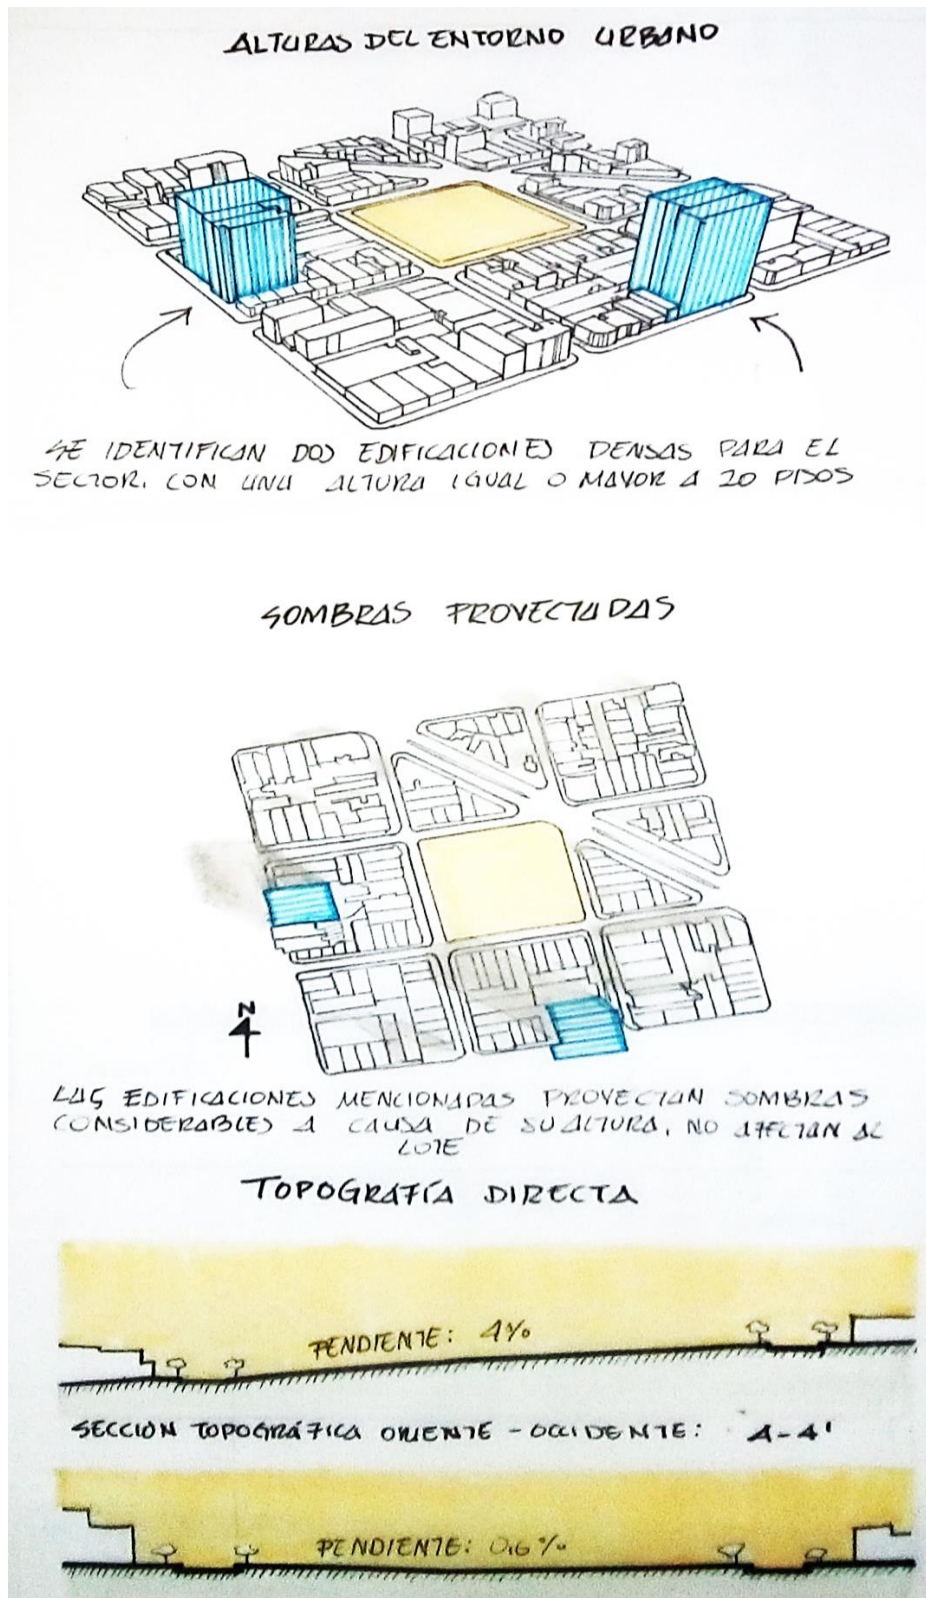 ALTURAS DEL ENTORNO URBANO
SE IDENTIFICAN DOS EDIFICACIONES DENSAS PARA EL
SECTOR. CON UNA ALTURA IGUAL O MAYOR A 20 PISOS
SOMBRAS PROYECTADAS
N
LAS EDIFICACIONES MENCIONADAS PROYECTAN SOMBRAS
CONSIDERABLES A CAUSA DE SU ALTURA, NO AFECTAN AL
LOTE
TOPOGRAFÍA DIRECTA
PENDIENTE: 4%
SECCION TOPOGRÁFICA ORIENTE - OCCIDENTE: A-A'
PENDIENTE: 0,6%